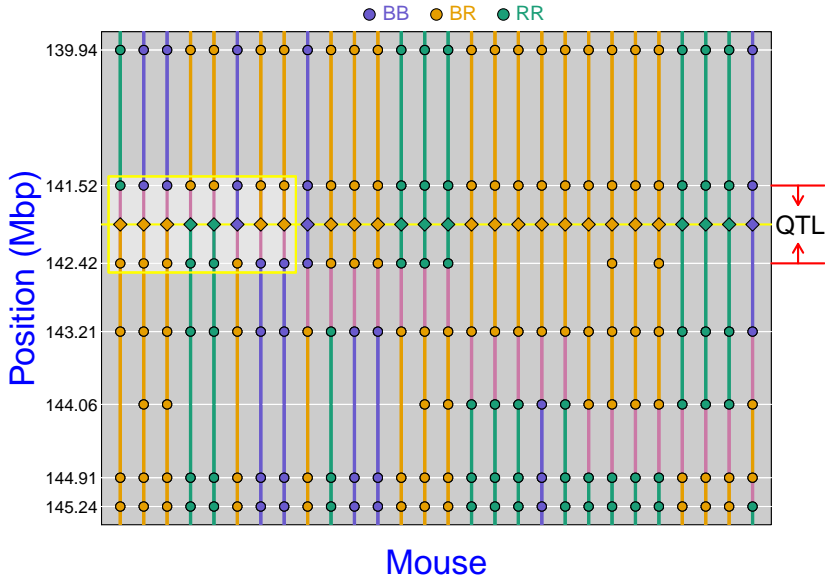 BB BR RR
139.94
141.52
QTL
142.42
143.21
144.06
144.91
145.24
Position (Mbp)
Mouse